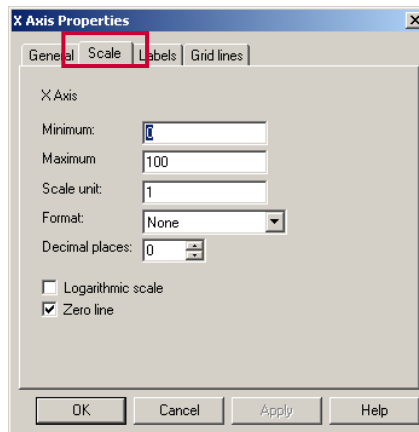 X Axis Properties
General Scale Labels Grid lines
X Axis
Minimum: 0
Maximum 100
Scale unit: 1
Format: None
Decimal places: 0
Logarithmic scale
Zero line
OK Cancel Apply Help